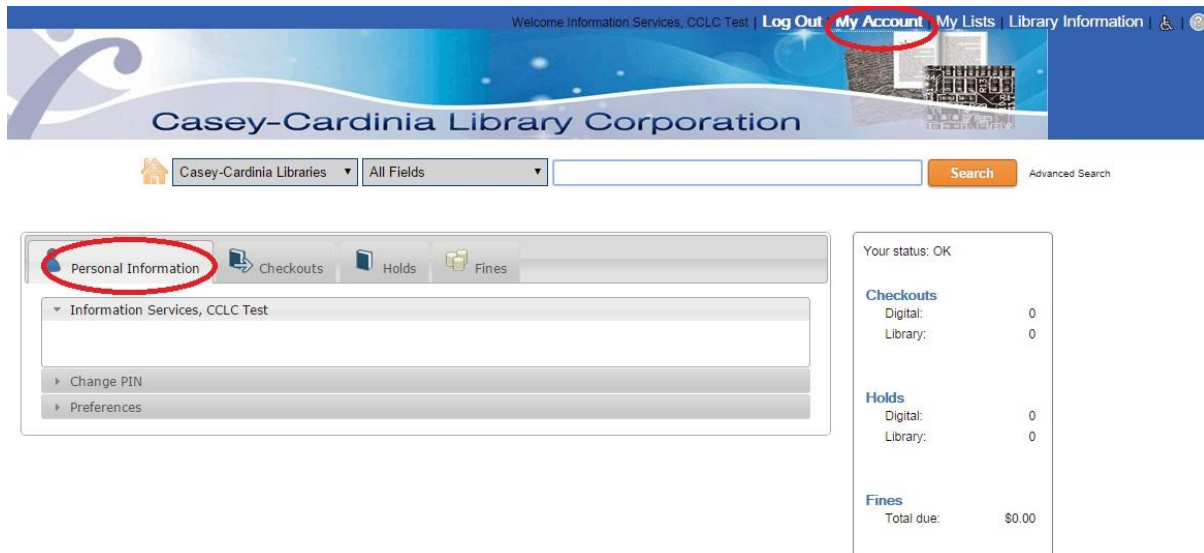 Welcome Information Services, CCLC Test | Log Out | My Account | My Lists | Library Information | | ?
Casey-Cardinia Library Corporation
Casey-Cardinia Libraries All Fields Search Advanced Search
Personal Information Checkouts Holds Fines
Information Services, CCLC Test
Change PIN
Preferences
Your status: OK
Checkouts
Digital: 0
Library: 0
Holds
Digital: 0
Library: 0
Fines
Total due: $0.00